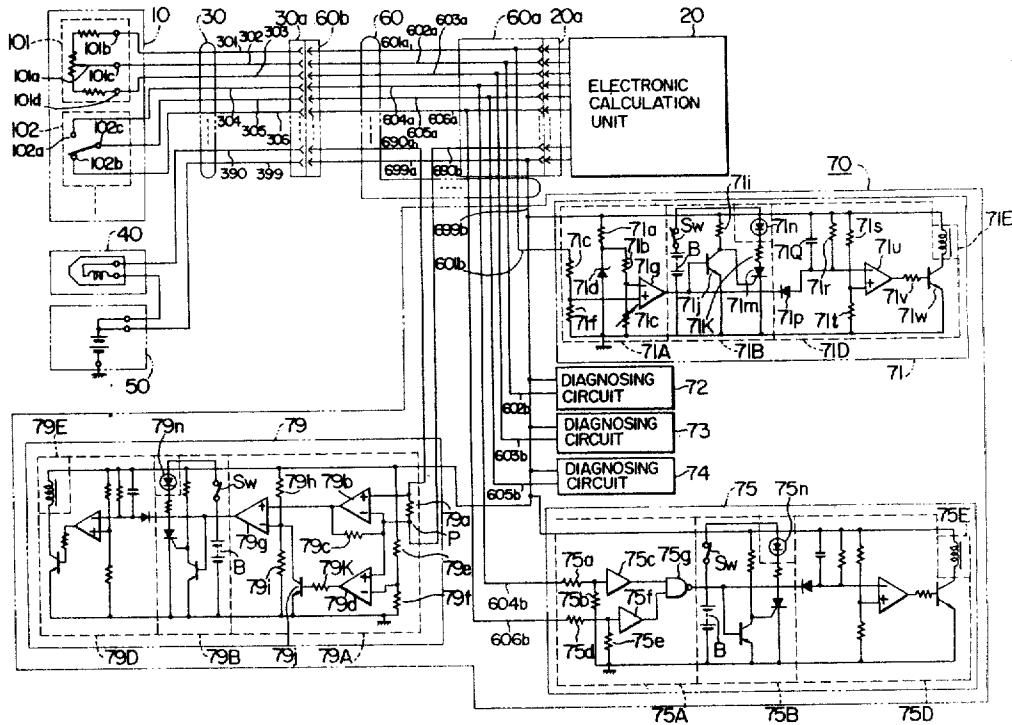 10
30
30a
60b
60
60a
20a
20
101
101b
101a
101c
101d
102
102c
102a
102b
301
302
303
304
305
306
390
399
601a
602a
603a
604a
605a
606a
690a
690b
699a
699b
601b
ELECTRONIC
CALCULATION
UNIT
40
50
70
71i
71n
71E
71a
71b
71c
71d
71g
71f
71c
Sw
B
71j
71K
71Q
71m
71r
71s
71u
71p
71t
71v
71w
71A
71B
71D
71
DIAGNOSING
CIRCUIT
72
602b
DIAGNOSING
CIRCUIT
73
603b
DIAGNOSING
CIRCUIT
74
605b
79E
79n
79
Sw
79h
79b
79a
P
79g
79c
79e
B
79i
79K
79d
79f
79D
79B
79j
79A
75
75n
75E
75a
75c
75g
Sw
75b
75f
604b
75d
75e
B
606b
75A
75B
75D